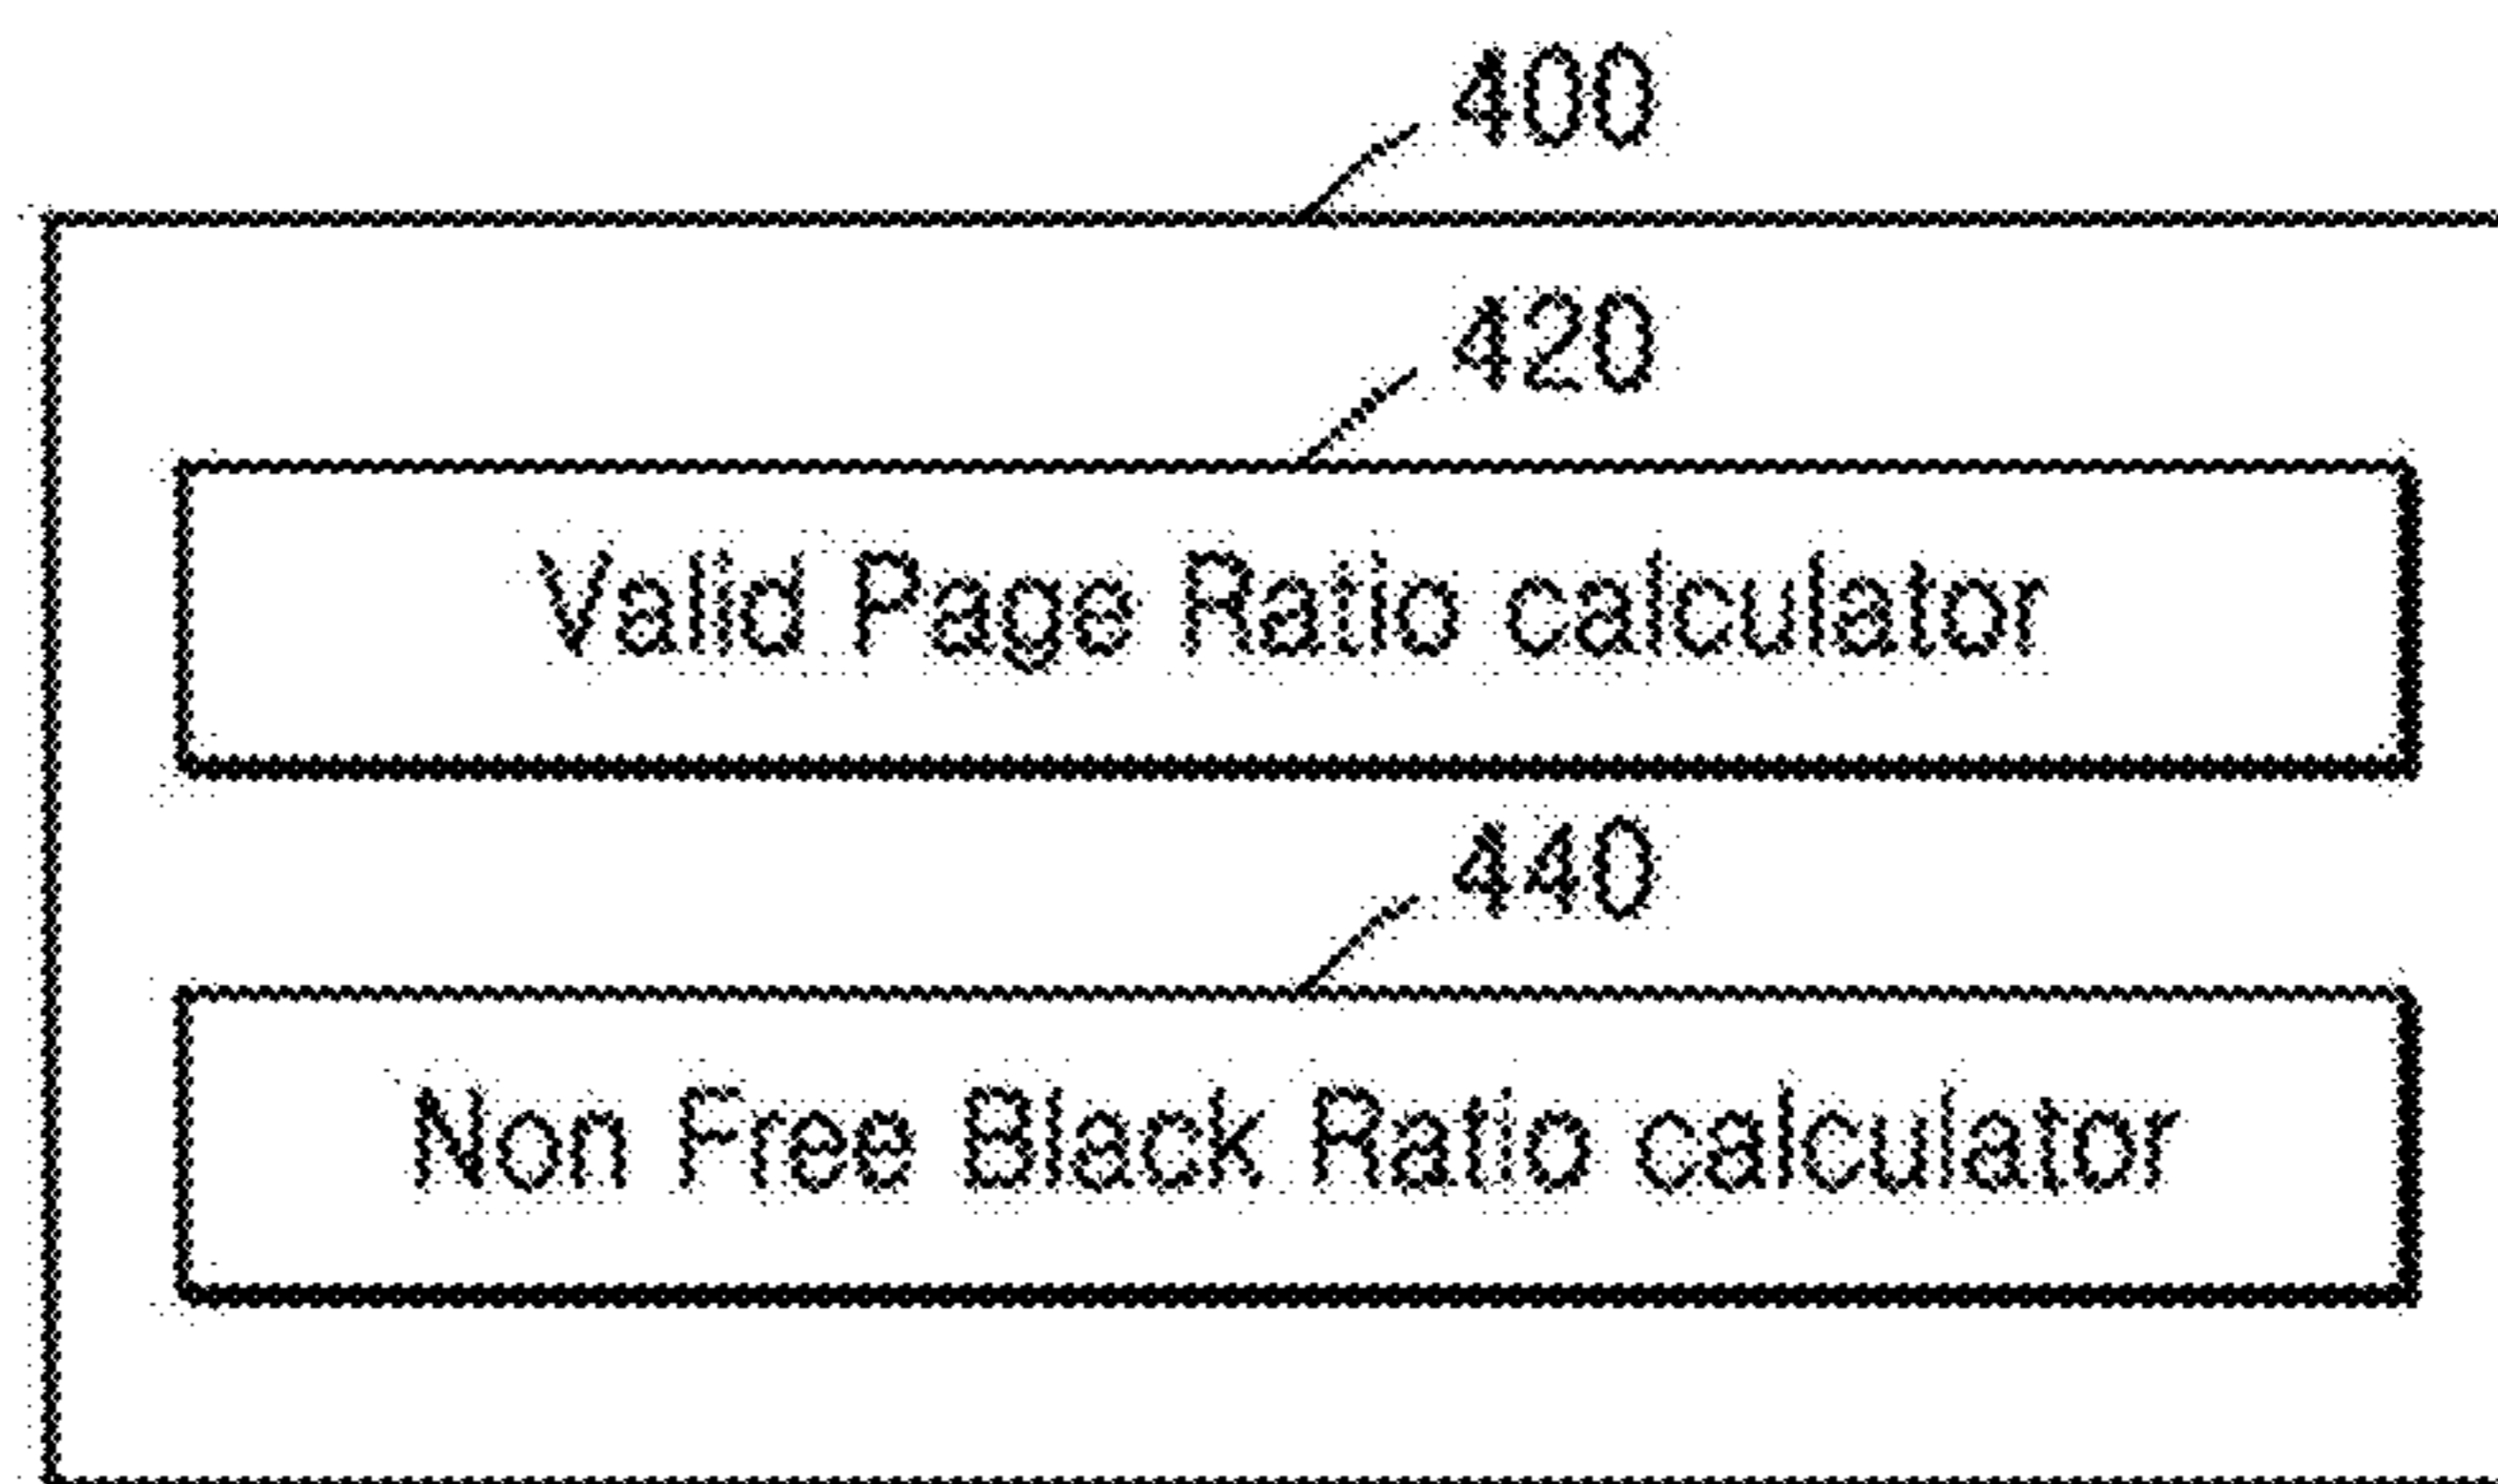 400
420
Valid Page Ratio calculator
440
Non Free Black Ratio calculator